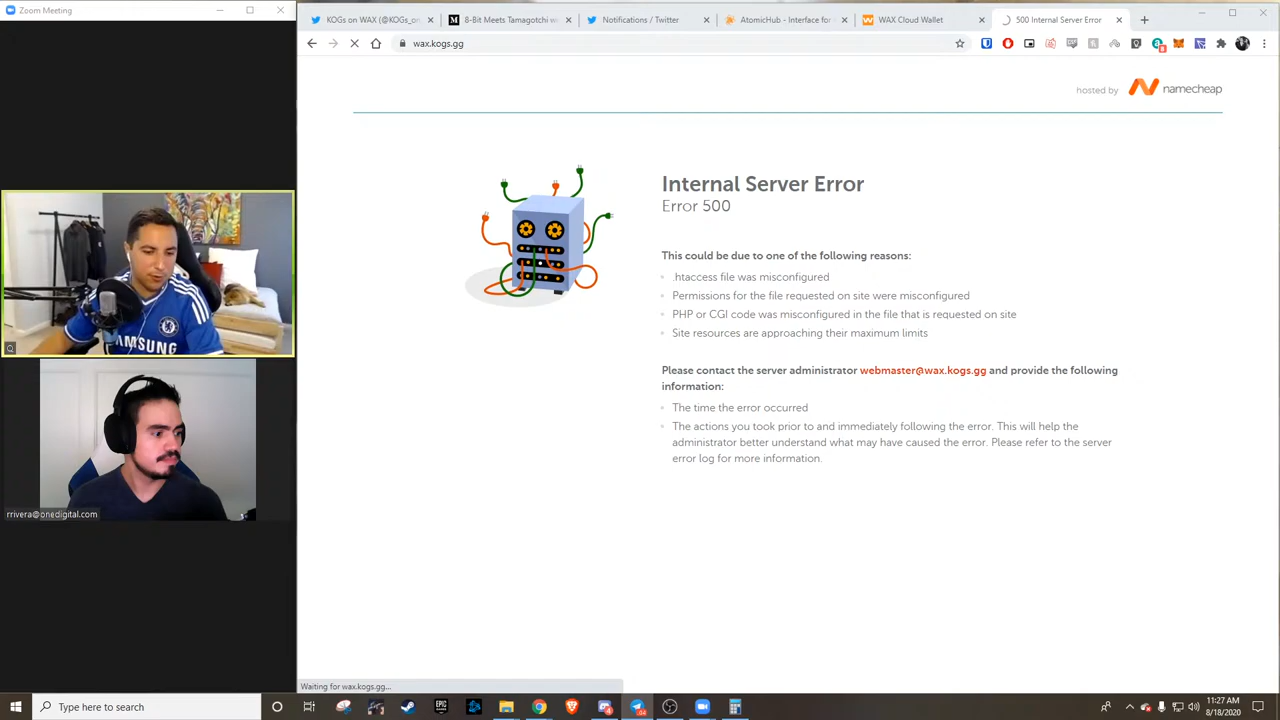 Zoom Meeting
KOGs on WAX (@KOGs_on
8-Bit Meets Tamagotchi w
Notifications / Twitter
AtomicHub - Interface for
WAX Cloud Wallet
500 Internal Server Error
wax.kogs.gg
hosted by namecheap
Internal Server Error
Error 500
This could be due to one of the following reasons:
.htaccess file was misconfigured
Permissions for the file requested on site were misconfigured
PHP or CGI code was misconfigured in the file that is requested on site
Site resources are approaching their maximum limits
Please contact the server administrator webmaster@wax.kogs.gg and provide the following
information:
The time the error occurred
The actions you took prior to and immediately following the error. This will help the
administrator better understand what may have caused the error. Please refer to the server
error log for more information.
SAMSUNG
Q
rrivera@onedigital.com
Waiting for wax.kogs.gg...
Type here to search
EPIC
11:27 AM
8/18/2020